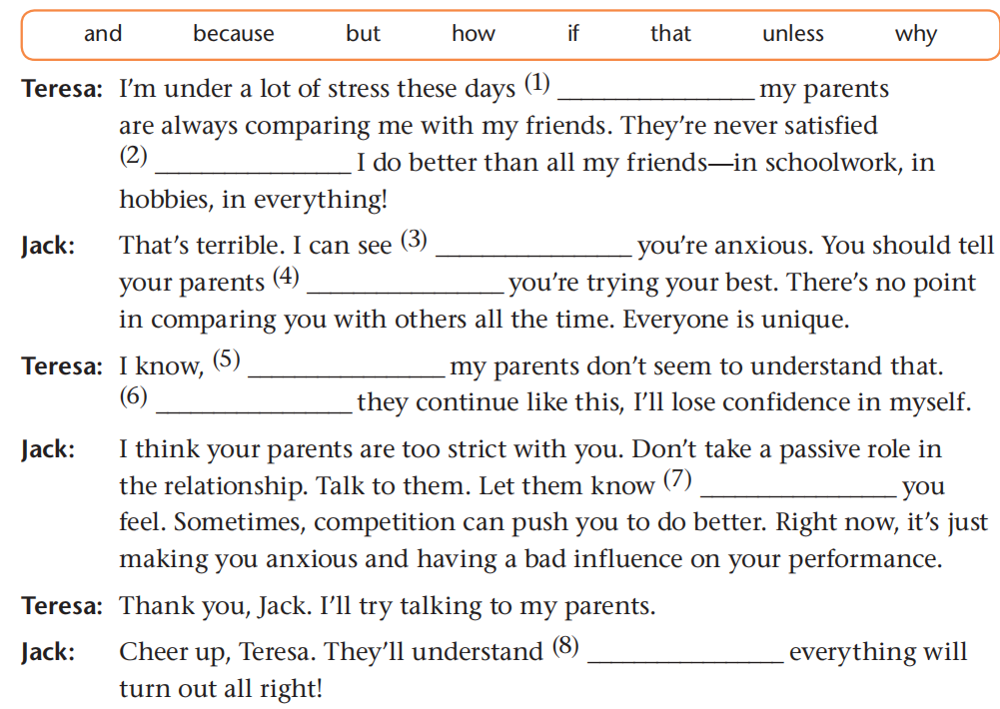 and because but how if that unless why
Teresa: I'm under a lot of stress these days (1) ________________ my parents
are always comparing me with my friends. They're never satisfied
(2) ________________ I do better than all my friends—in schoolwork, in
hobbies, in everything!
Jack: That's terrible. I can see (3) ________________ you're anxious. You should tell
your parents (4) ________________ you're trying your best. There's no point
in comparing you with others all the time. Everyone is unique.
Teresa: I know, (5) ________________ my parents don't seem to understand that.
(6) ________________ they continue like this, I'll lose confidence in myself.
Jack: I think your parents are too strict with you. Don't take a passive role in
the relationship. Talk to them. Let them know (7) ________________ you
feel. Sometimes, competition can push you to do better. Right now, it's just
making you anxious and having a bad influence on your performance.
Teresa: Thank you, Jack. I'll try talking to my parents.
Jack: Cheer up, Teresa. They'll understand (8) ________________ everything will
turn out all right!